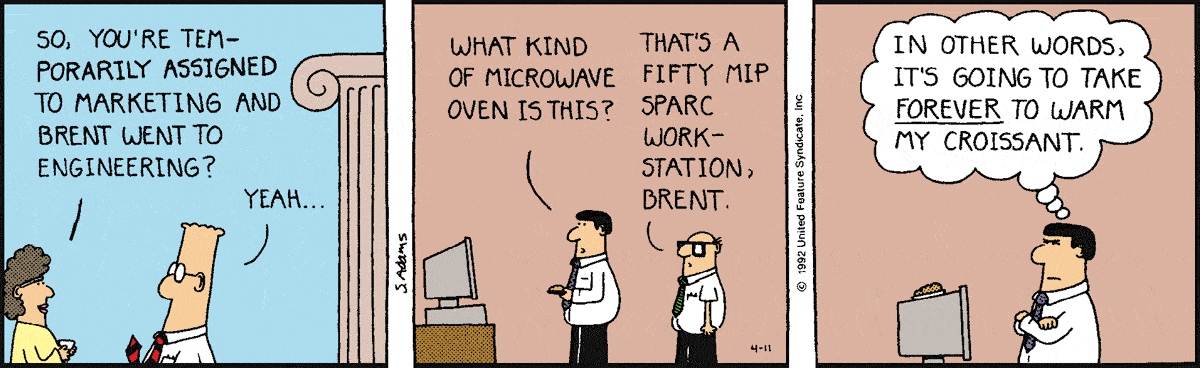 SO, YOU'RE TEM-
PORARILY ASSIGNED
TO MARKETING AND
BRENT WENT TO
ENGINEERING?
YEAH...
S. Adams
WHAT KIND
OF MICROWAVE
OVEN IS THIS?
THAT'S A
FIFTY MIP
SPARC
WORK-
STATION,
BRENT.
4-11
© 1992 United Feature Syndicate, Inc
IN OTHER WORDS,
IT'S GOING TO TAKE
FOREVER TO WARM
MY CROISSANT.